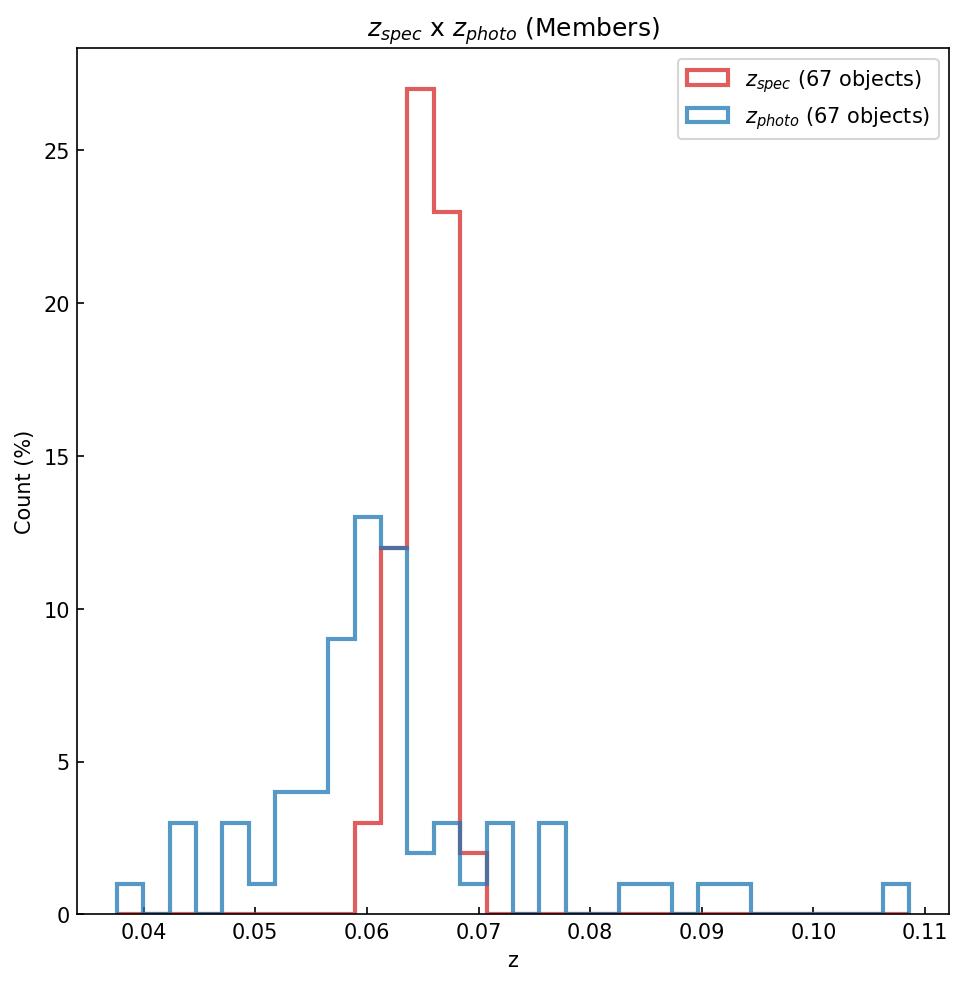 z_spec x z_photo (Members)
z_spec (67 objects)
z_photo (67 objects)
Count (%)
25
20
15
10
5
0
0.04 0.05 0.06 0.07 0.08 0.09 0.10 0.11
z